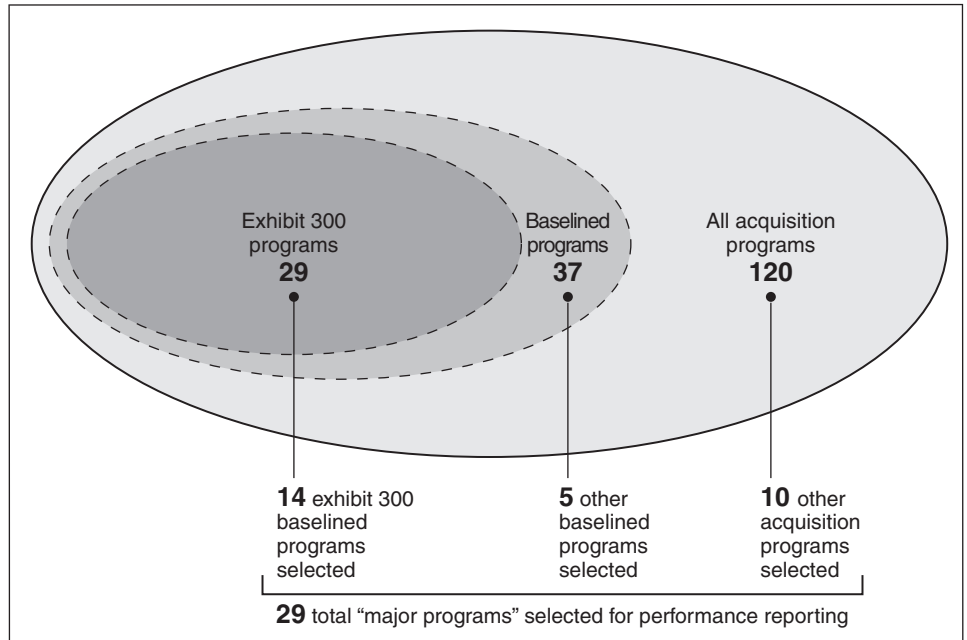 Exhibit 300
programs
29
Baselined
programs
37
All acquisition
programs
120
14 exhibit 300
baselined
programs
selected
5 other
baselined
programs
selected
10 other
acquisition
programs
selected
29 total “major programs” selected for performance reporting